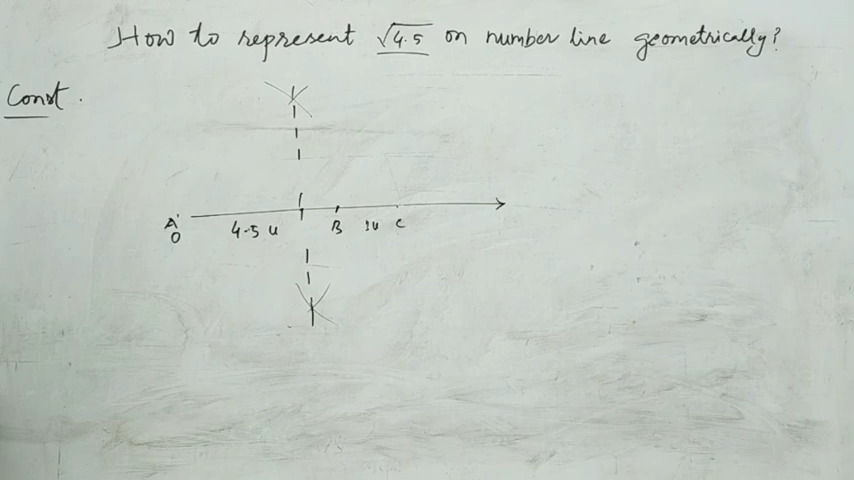 How to represent √4.5 on number line geometrically?
Const.
A 4.5 u B 1u C
O